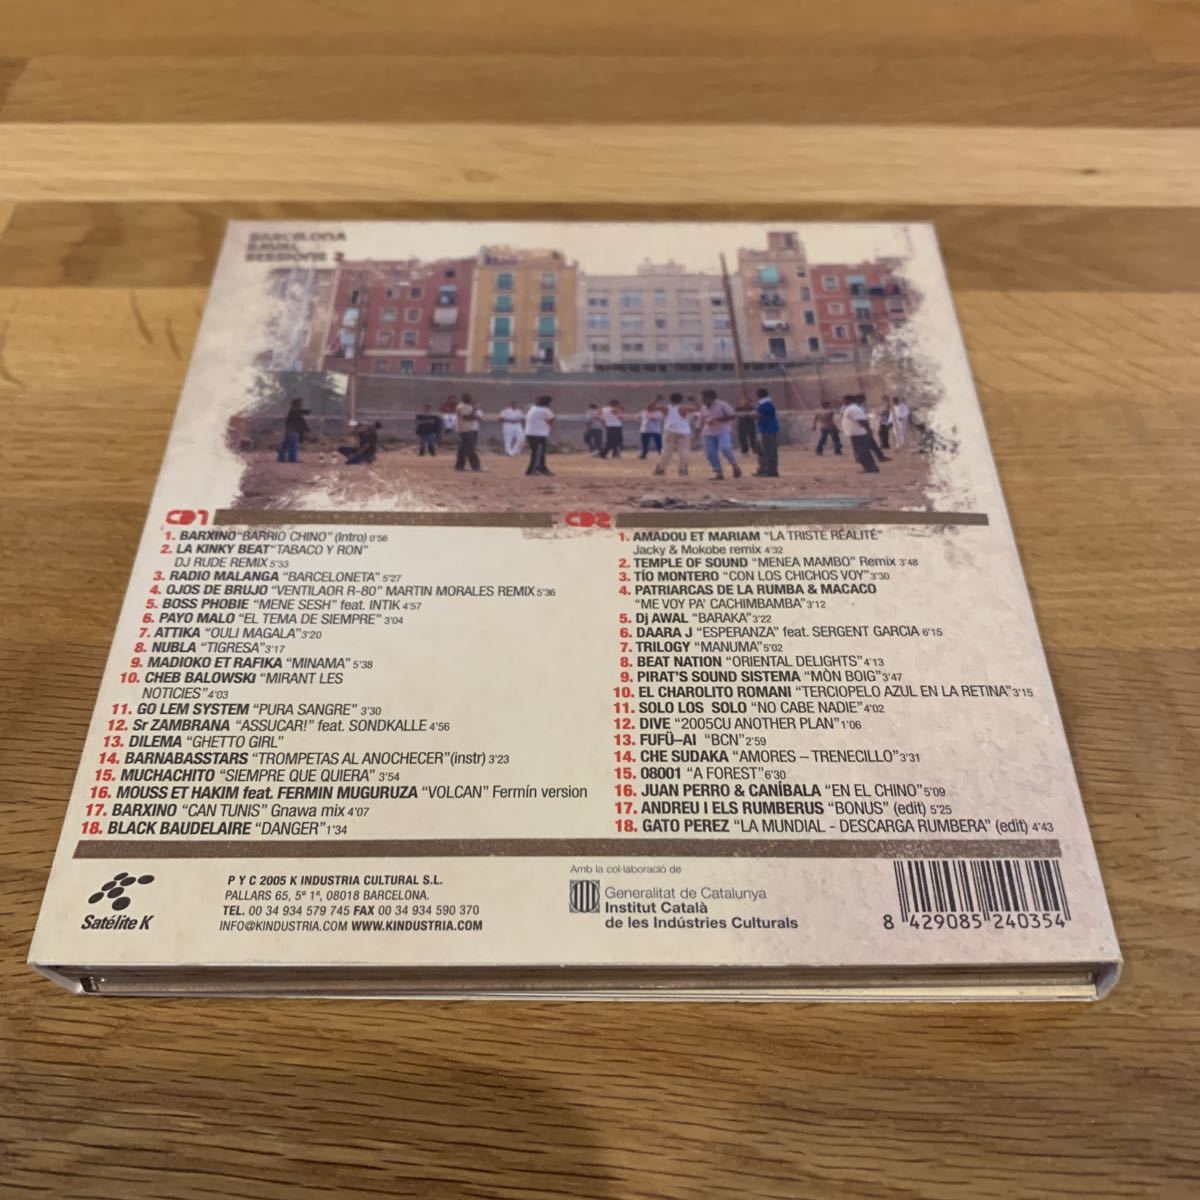 BARCELONA
RAVAL
SESSIONS 2
CD1
1. BARXINO "BARRIO CHINO" (Intro) 0'56
2. LA KINKY BEAT "TABACO Y RON"
DJ RUDE REMIX 5'33
3. RADIO MALANGA "BARCELONETA" 5'27
4. OJOS DE BRUJO "VENTILAOR R-80" MARTIN MORALES REMIX 5'36
5. BOSS PHOBIE "MENE SESH" feat. INTIK 4'57
6. PAYO MALO "EL TEMA DE SIEMPRE" 3'04
7. ATTIKA "OULI MAGALA" 3'20
8. NUBLA "TIGRESA" 3'17
9. MADIOKO ET RAFIKA "MINAMA" 5'38
10. CHEB BALOWSKI "MIRANT LES
NOTICIES" 4'03
11. GO LEM SYSTEM "PURA SANGRE" 3'30
12. Sr ZAMBRANA "ASSUCAR!" feat. SONDKALLE 4'56
13. DILEMA "GHETTO GIRL"
14. BARNABASSTARS "TROMPETAS AL ANOCHECER" (instr) 3'23
15. MUCHACHITO "SIEMPRE QUE QUIERA" 3'54
16. MOUSS ET HAKIM feat. FERMIN MUGURUZA "VOLCAN" Fermín version
17. BARXINO "CAN TUNIS" Gnawa mix 4'07
18. BLACK BAUDELAIRE "DANGER" 1'34
CD2
1. AMADOU ET MARIAM "LA TRISTE RÉALITÉ"
Jacky & Mokobe remix 4'32
2. TEMPLE OF SOUND "MENEA MAMBO" Remix 3'48
3. TÍO MONTERO "CON LOS CHICHOS VOY" 3'30
4. PATRIARCAS DE LA RUMBA & MACACO
"ME VOY PA' CACHIMBAMBA" 3'12
5. Dj AWAL "BARAKA" 3'22
6. DAARA J "ESPERANZA" feat. SERGENT GARCIA 6'15
7. TRILOGY "MANUMA" 5'02
8. BEAT NATION "ORIENTAL DELIGHTS" 4'13
9. PIRAT'S SOUND SISTEMA "MÒN BOIG" 3'47
10. EL CHAROLITO ROMANI "TERCIOPELO AZUL EN LA RETINA" 3'15
11. SOLO LOS SOLO "NO CABE NADIE" 4'02
12. DIVE "2005CU ANOTHER PLAN" 1'06
13. FUFÜ–AI "BCN" 2'59
14. CHE SUDAKA "AMORES – TRENECILLO" 3'31
15. 08001 "A FOREST" 6'30
16. JUAN PERRO & CANÍBALA "EN EL CHINO" 5'09
17. ANDREU I ELS RUMBERUS "BONUS" (edit) 5'25
18. GATO PEREZ "LA MUNDIAL - DESCARGA RUMBERA" (edit) 4'43
Satélite K
P Y C 2005 K INDUSTRIA CULTURAL S.L.
PALLARS 65, 5º 1ª, 08018 BARCELONA.
TEL. 00 34 934 579 745 FAX 00 34 934 590 370
INFO@KINDUSTRIA.COM WWW.KINDUSTRIA.COM
Amb la col·laboració de
Generalitat de Catalunya
Institut Català
de les Indústries Culturals
8 429085 240354